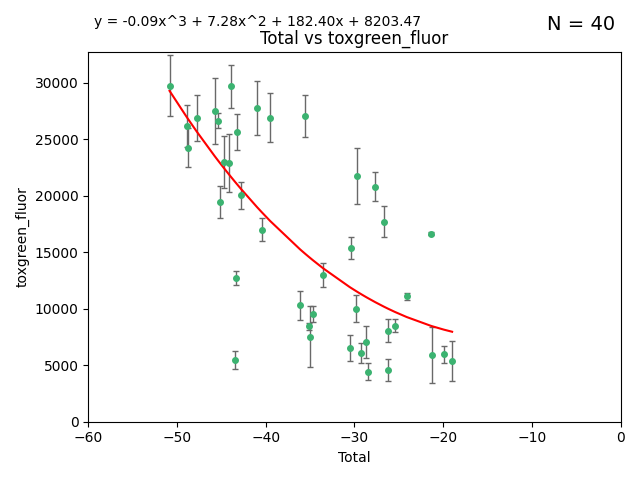 y = -0.09x^3 + 7.28x^2 + 182.40x + 8203.47
N = 40
Total vs toxgreen_fluor
toxgreen_fluor
30000
25000
20000
15000
10000
5000
0
−60
−50
−40
−30
−20
−10
0
Total